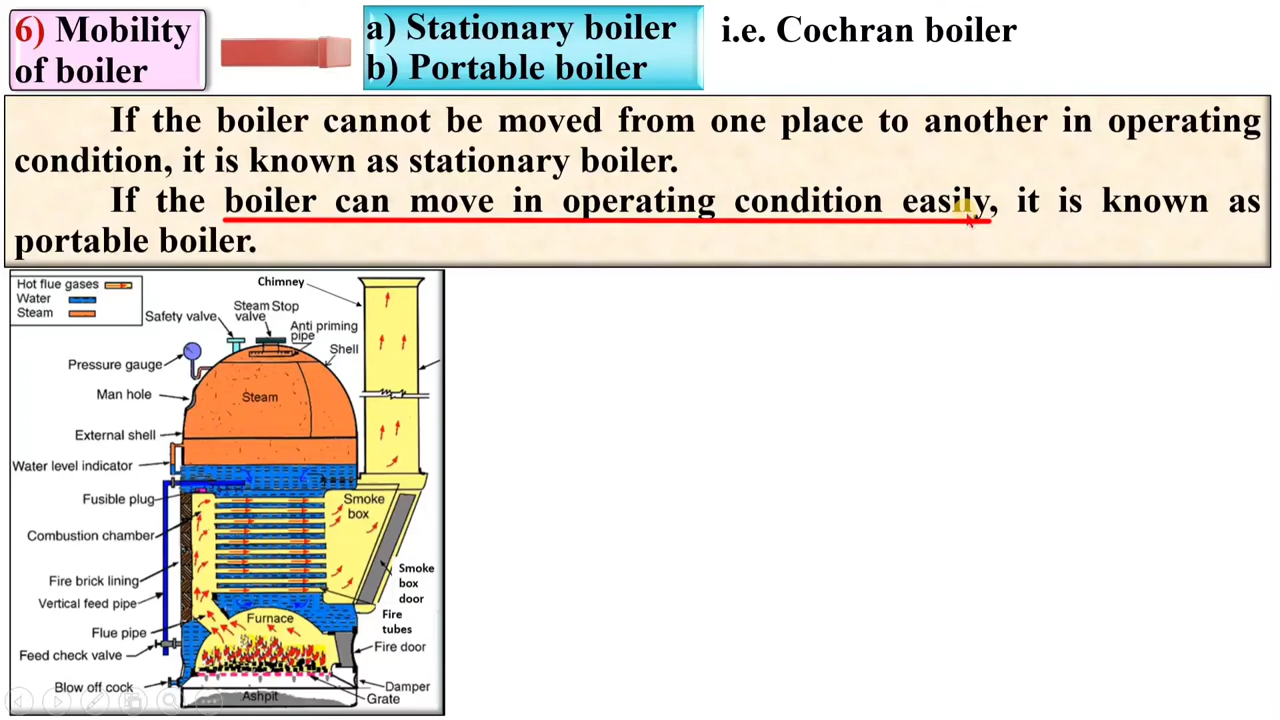 6) Mobility
of boiler
a) Stationary boiler
b) Portable boiler
i.e. Cochran boiler
If the boiler cannot be moved from one place to another in operating
condition, it is known as stationary boiler.
If the boiler can move in operating condition easily, it is known as
portable boiler.
Hot flue gases
Water
Steam
Chimney
Safety valve
Steam Stop
valve
Anti priming
pipe
Shell
Pressure gauge
Man hole
Steam
External shell
Water level indicator
Fusible plug
Smoke
box
Combustion chamber
Fire brick lining
Smoke
box
door
Vertical feed pipe
Fire
tubes
Furnace
Flue pipe
Fire door
Feed check valve
Blow off cock
Damper
Grate
Ashpit